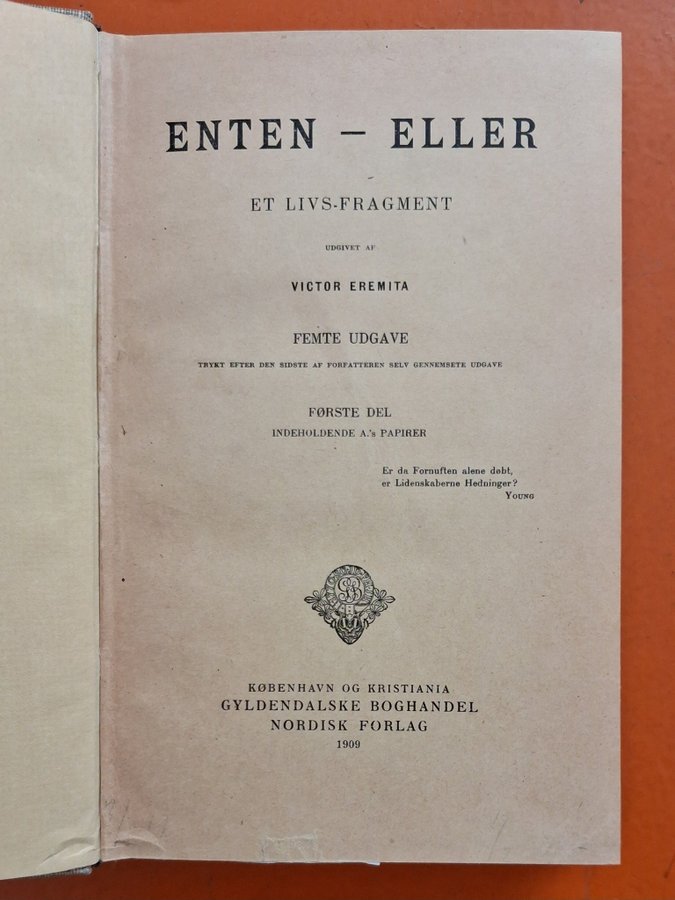 ENTEN — ELLER
ET LIVS-FRAGMENT
UDGIVET AF
VICTOR EREMITA
FEMTE UDGAVE
TRYKT EFTER DEN SIDSTE AF FORFATTEREN SELV GENNEMSETE UDGAVE
FØRSTE DEL
INDEHOLDENDE A.'s PAPIRER
Er da Fornuften alene døbt,
er Lidenskaberne Hedninger?
YOUNG
KØBENHAVN OG KRISTIANIA
GYLDENDALSKE BOGHANDEL
NORDISK FORLAG
1909